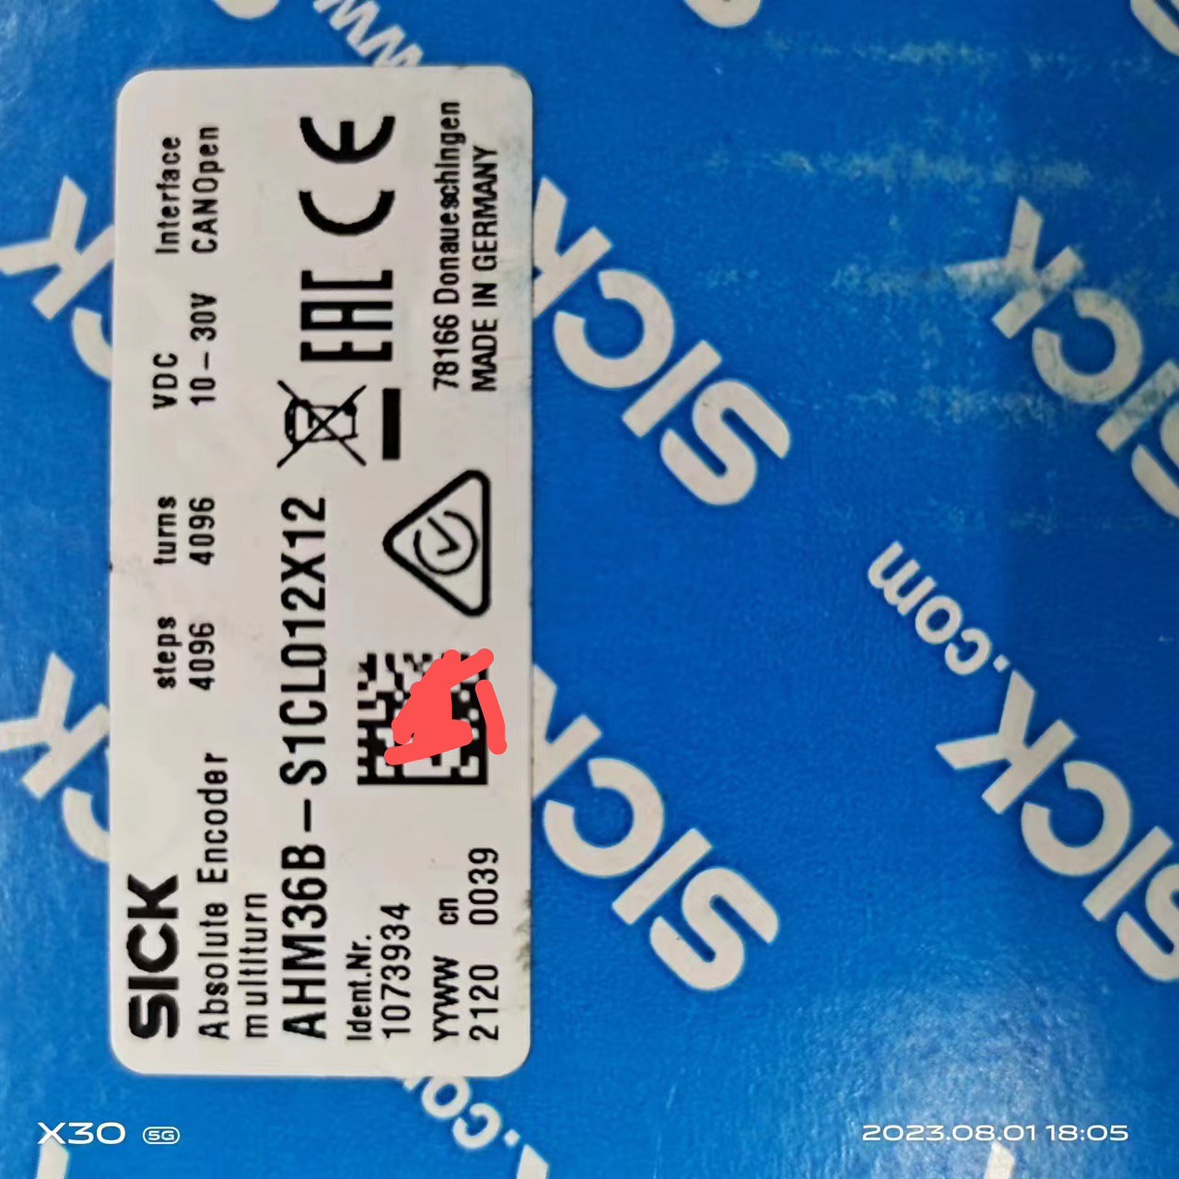 SICK
Absolute Encoder
multiturn
steps turns VDC Interface
4096 4096 10-30V CANOpen
AHM36B-S1CL012X12
Ident.Nr.
1073934
YYWW cn
2120 0039
EAC CE
78166 Donaueschingen
MADE IN GERMANY
SICK
SICK
SICK
SICK.com
X30 5G
2023.08.01 18:05